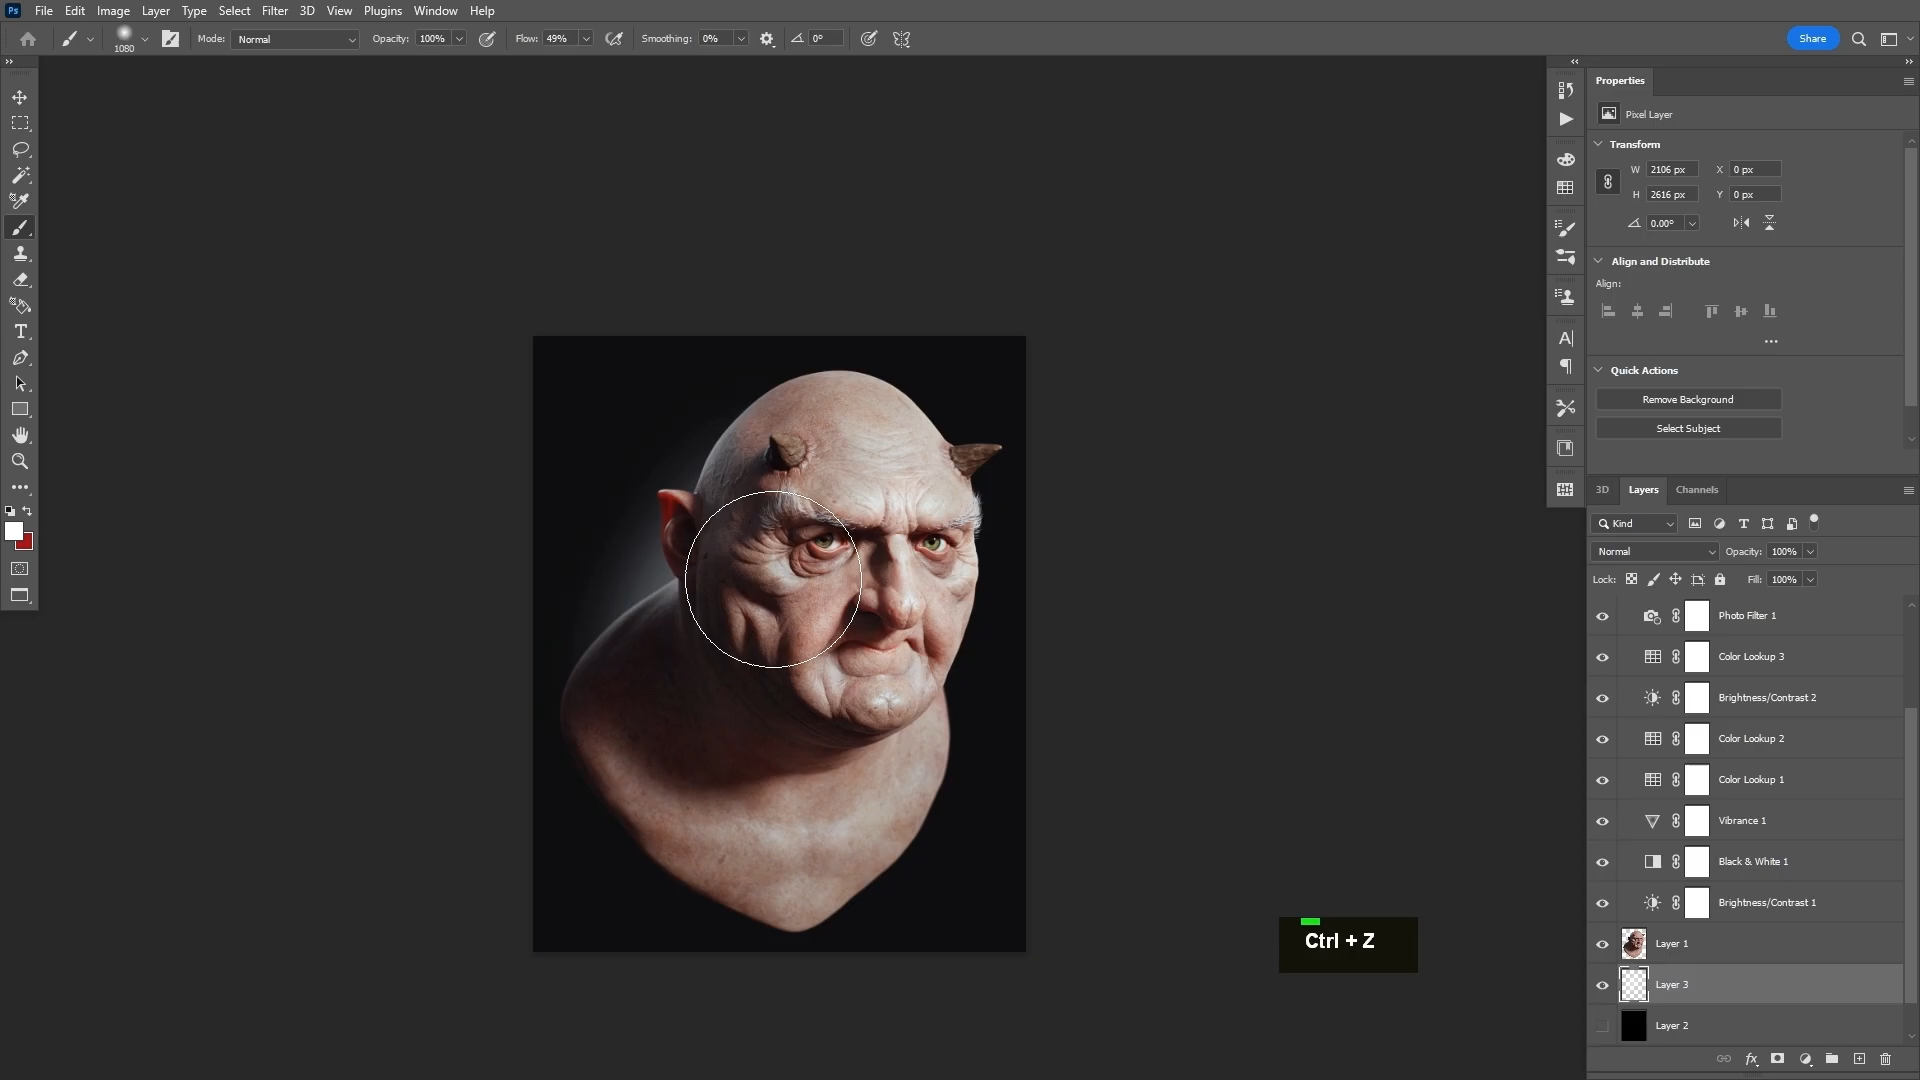 Ps File Edit Image Layer Type Select Filter 3D View Plugins Window Help
1080 Mode: Normal Opacity: 100% Flow: 49% Smoothing: 0% 0° Share
Properties
Pixel Layer
Transform
W 2106 px X 0 px
H 2616 px Y 0 px
0.00°
Align and Distribute
Align:
Quick Actions
Remove Background
Select Subject
3D Layers Channels
Kind
Normal Opacity: 100%
Lock: Fill: 100%
Photo Filter 1
Color Lookup 3
Brightness/Contrast 2
Color Lookup 2
Color Lookup 1
Vibrance 1
Black & White 1
Brightness/Contrast 1
Layer 1
Layer 3
Layer 2
Ctrl + Z